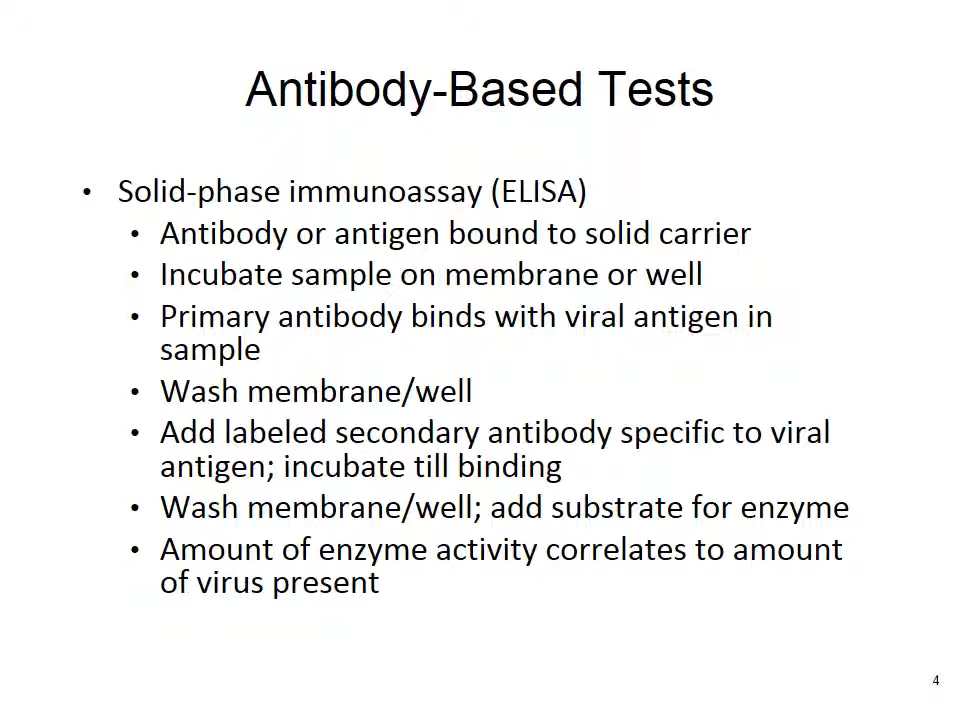 Antibody-Based Tests
• Solid-phase immunoassay (ELISA)
• Antibody or antigen bound to solid carrier
• Incubate sample on membrane or well
• Primary antibody binds with viral antigen in
sample
• Wash membrane/well
• Add labeled secondary antibody specific to viral
antigen; incubate till binding
• Wash membrane/well; add substrate for enzyme
• Amount of enzyme activity correlates to amount
of virus present
4